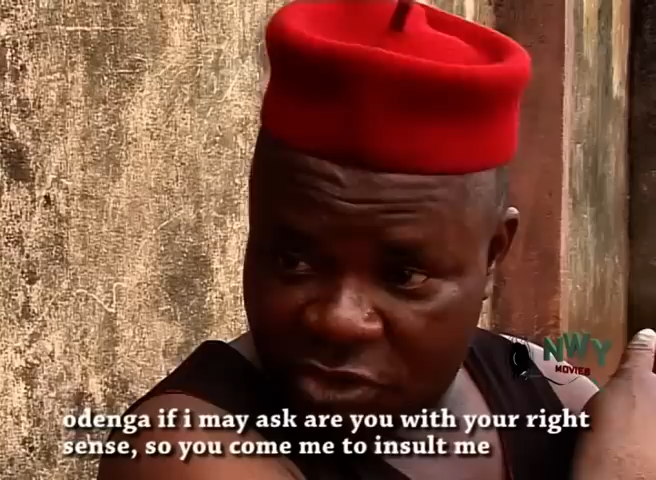 NWY
MOVIES
odenga if i may ask are you with your right
sense, so you come me to insult me